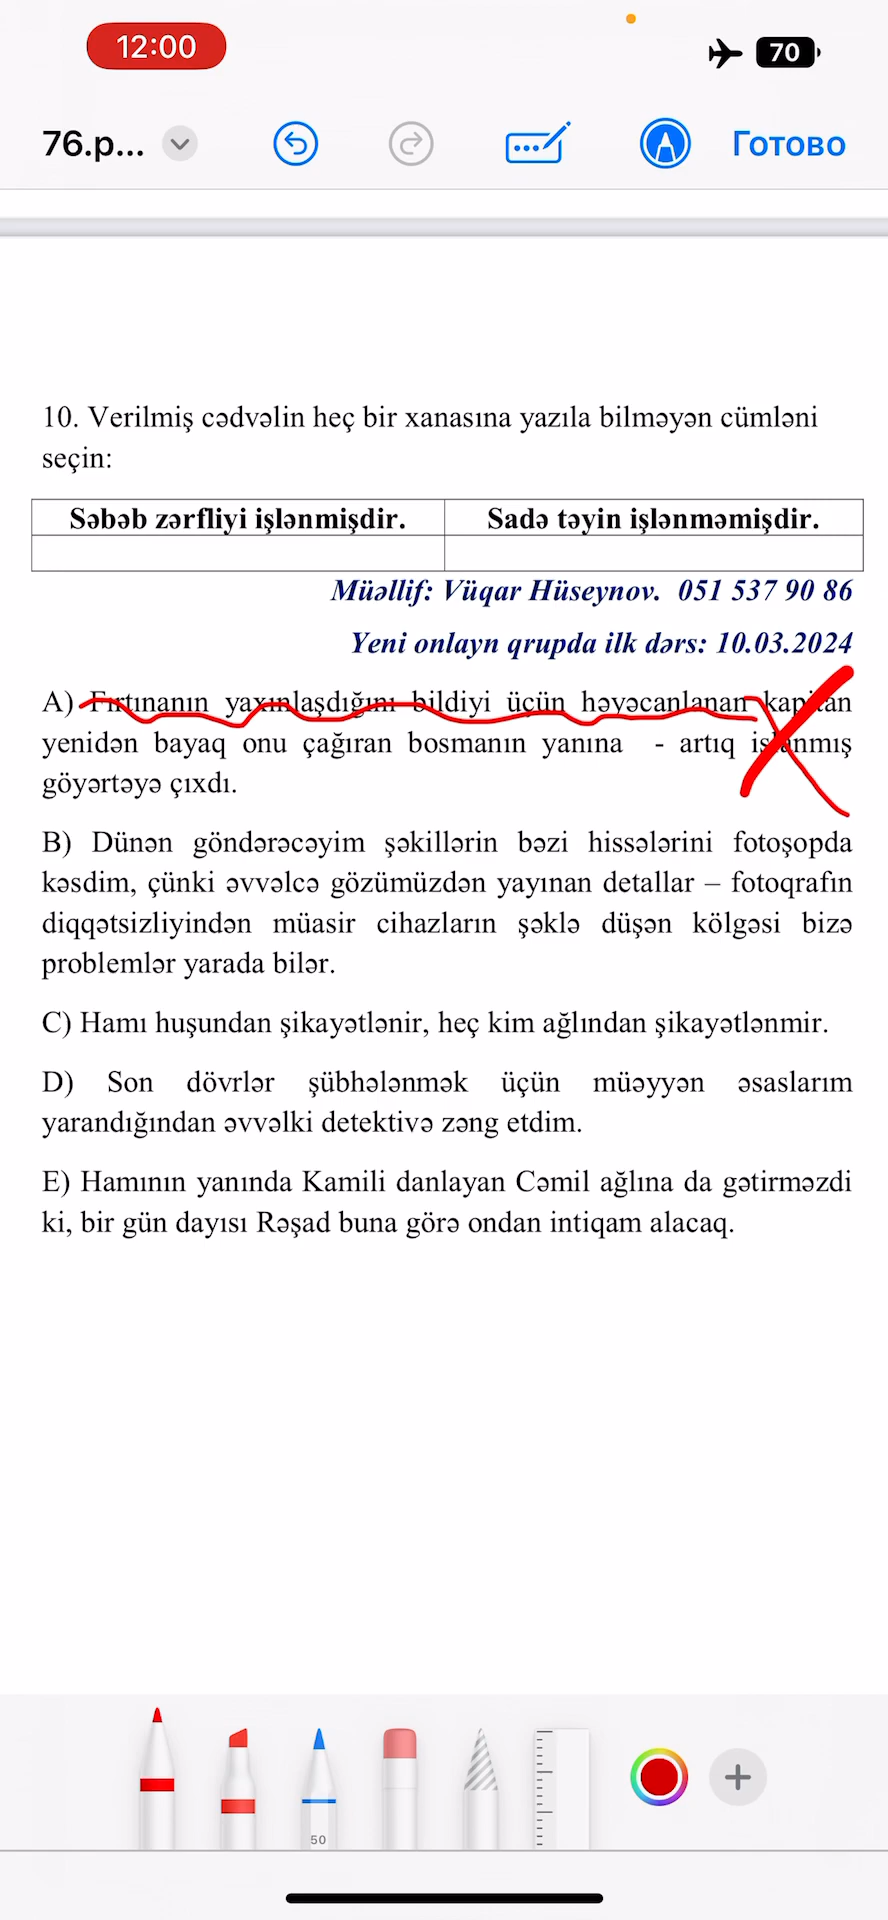 12:00
70
76.p...
Готово
10. Verilmiş cədvəlin heç bir xanasına yazıla bilməyən cümləni
seçin:
Səbəb zərfliyi işlənmişdir. Sadə təyin işlənməmişdir.
Müəllif: Vüqar Hüseynov. 051 537 90 86
Yeni onlayn qrupda ilk dərs: 10.03.2024
A) Fırtınanın yaxınlaşdığını bildiyi üçün həyəcanlanan kapitan
yenidən bayaq onu çağıran bosmanın yanına - artıq islanmış
göyərtəyə çıxdı.
B) Dünən göndərəcəyim şəkillərin bəzi hissələrini fotoşopda
kəsdim, çünki əvvəlcə gözümüzdən yayınan detallar – fotoqrafın
diqqətsizliyindən müasir cihazların şəklə düşən kölgəsi bizə
problemlər yarada bilər.
C) Hamı huşundan şikayətlənir, heç kim ağlından şikayətlənmir.
D) Son dövrlər şübhələnmək üçün müəyyən əsaslarım
yarandığından əvvəlki detektivə zəng etdim.
E) Hamının yanında Kamili danlayan Cəmil ağlına da gətirməzdi
ki, bir gün dayısı Rəşad buna görə ondan intiqam alacaq.
50